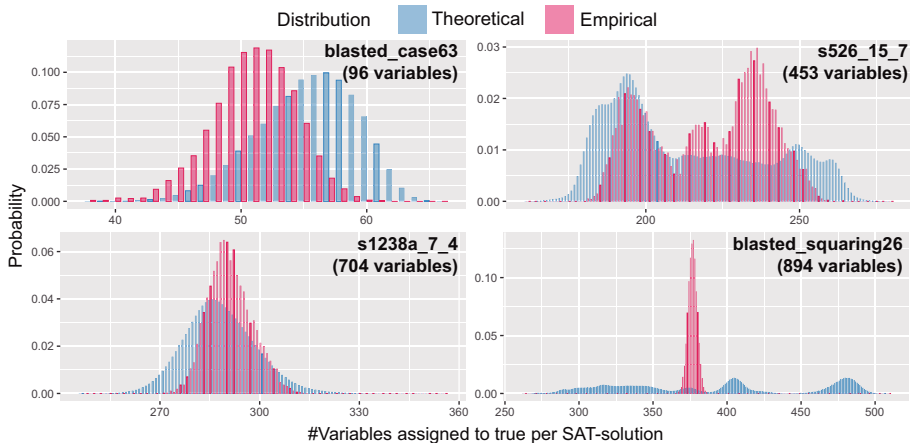 Distribution Theoretical Empirical
Probability
blasted_case63
(96 variables)
0.100
0.075
0.050
0.025
0.000
40 50 60
s526_15_7
(453 variables)
0.03
0.02
0.01
0.00
200 250
s1238a_7_4
(704 variables)
0.06
0.04
0.02
0.00
270 300 330 360
blasted_squaring26
(894 variables)
0.10
0.05
0.00
250 300 350 400 450 500
#Variables assigned to true per SAT-solution